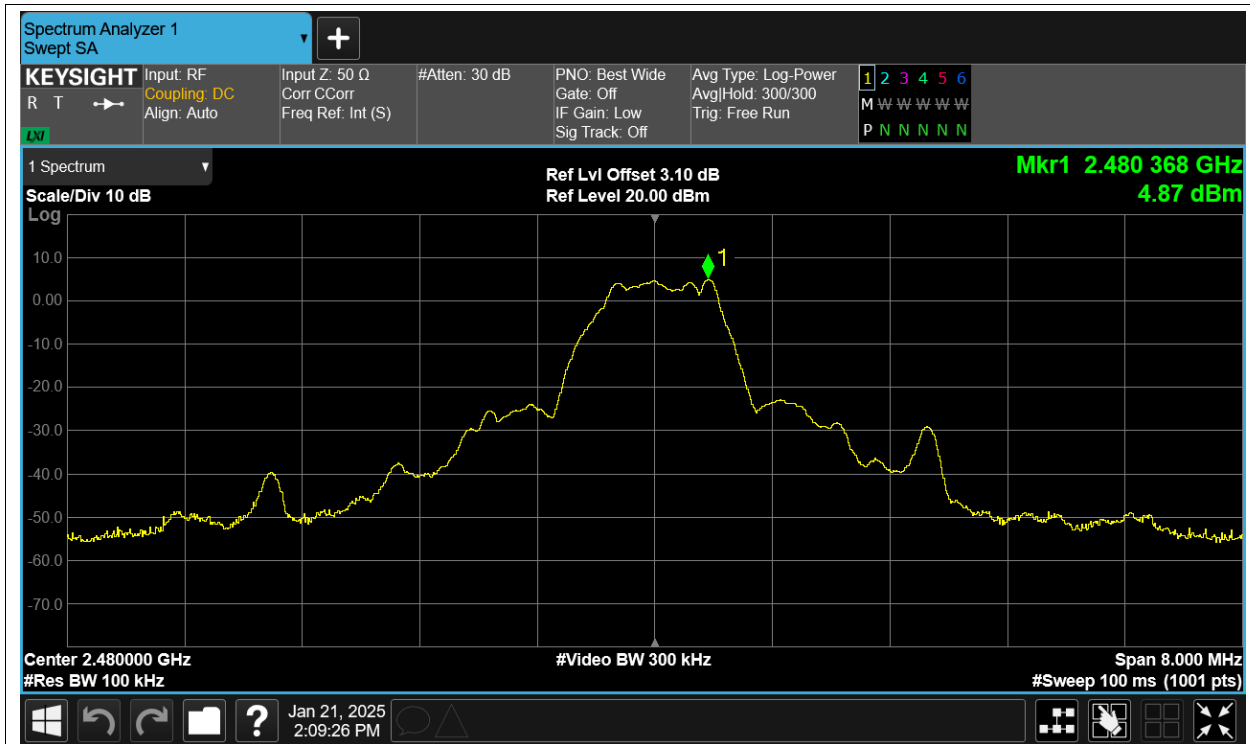 Spectrum Analyzer 1
Swept SA
KEYSIGHT
R T
LXI
Input: RF
Coupling: DC
Align: Auto
Input Z: 50 Ω
Corr CCorr
Freq Ref: Int (S)
#Atten: 30 dB
PNO: Best Wide
Gate: Off
IF Gain: Low
Sig Track: Off
Avg Type: Log-Power
Avg|Hold: 300/300
Trig: Free Run
1 2 3 4 5 6
M W W W W W
P N N N N N
1 Spectrum
Scale/Div 10 dB
Log
Ref Lvl Offset 3.10 dB
Ref Level 20.00 dBm
Mkr1 2.480 368 GHz
4.87 dBm
1
10.0
0.00
-10.0
-20.0
-30.0
-40.0
-50.0
-60.0
-70.0
Center 2.480000 GHz
#Res BW 100 kHz
#Video BW 300 kHz
Span 8.000 MHz
#Sweep 100 ms (1001 pts)
?
Jan 21, 2025
2:09:26 PM